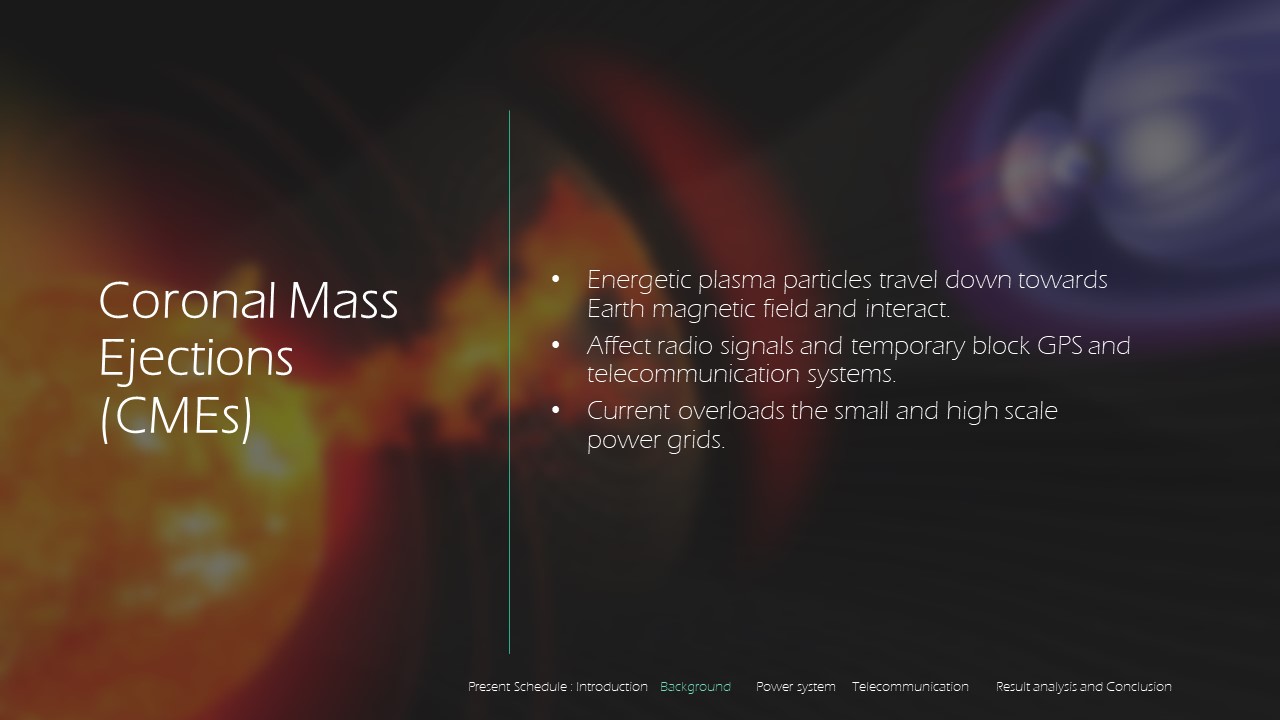 Coronal Mass
Ejections
(CMEs)
• Energetic plasma particles travel down towards
Earth magnetic field and interact.
• Affect radio signals and temporary block GPS and
telecommunication systems.
• Current overloads the small and high scale
power grids.
Present Schedule : Introduction Background Power system Telecommunication Result analysis and Conclusion